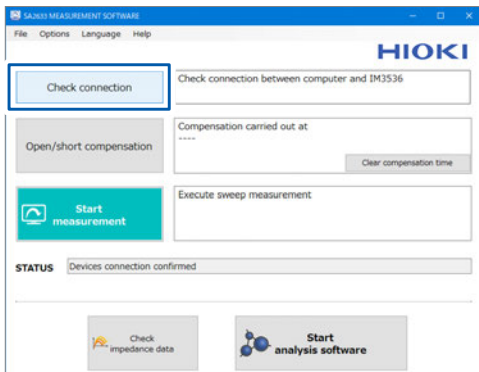 SA2633 MEASUREMENT SOFTWARE
File Options Language Help
HIOKI
Check connection
Check connection between computer and IM3536
Open/short compensation
Compensation carried out at
----
Clear compensation time
Start
measurement
Execute sweep measurement
STATUS Devices connection confirmed
Check
impedance data
Start
analysis software